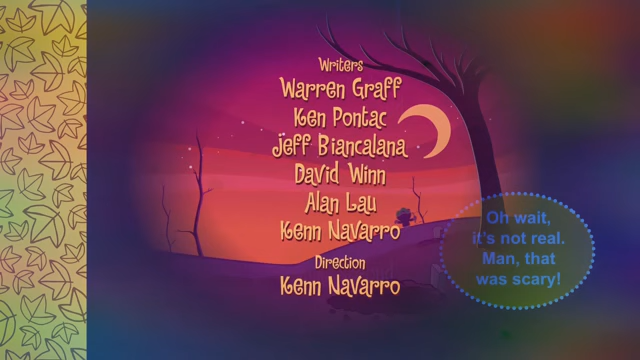 Writers
Warren Graff
Ken Pontac
Jeff Biancalana
David Winn
Alan Lau
Kenn Navarro
Direction
Kenn Navarro
Oh wait,
it's not real.
Man, that
was scary!